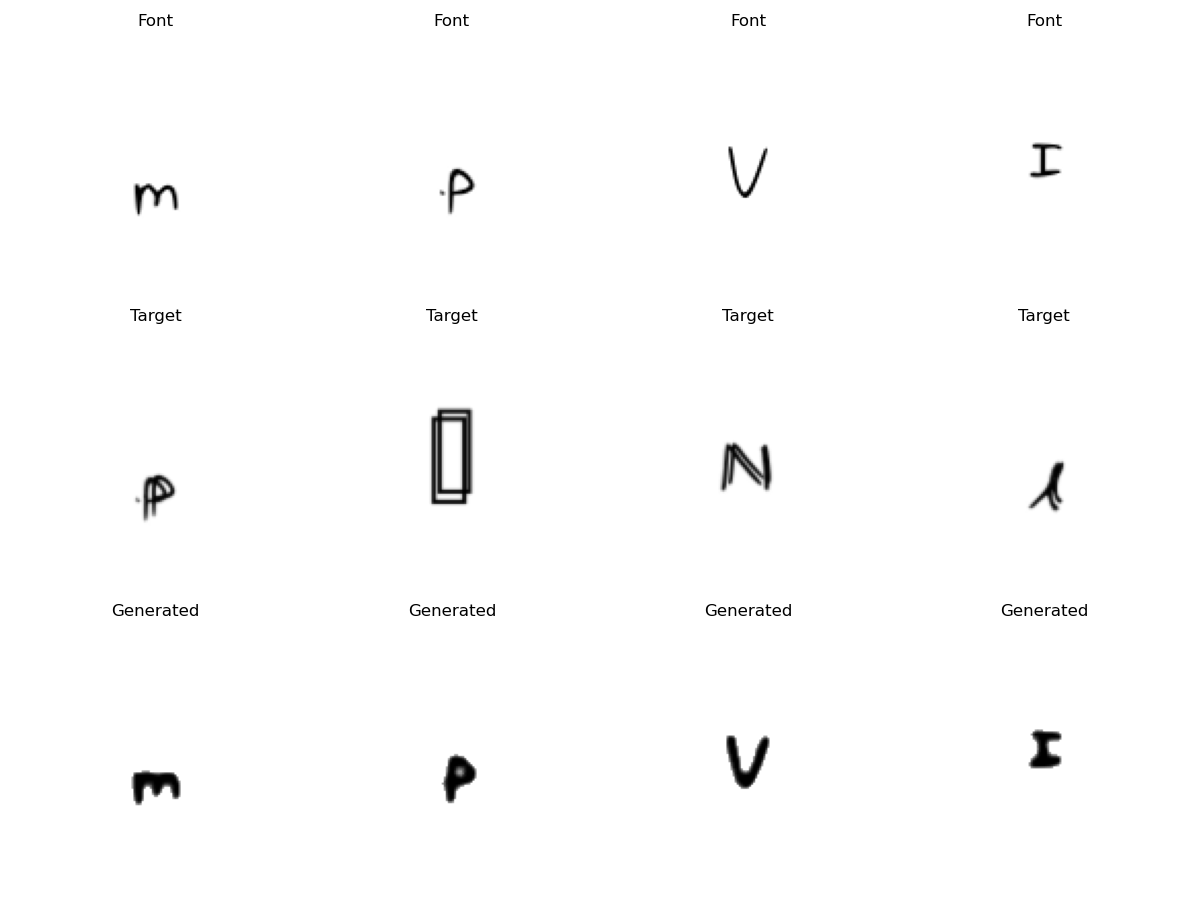 Font Font Font Font
m p V I
Target Target Target Target
p N
Generated Generated Generated Generated
m p V I